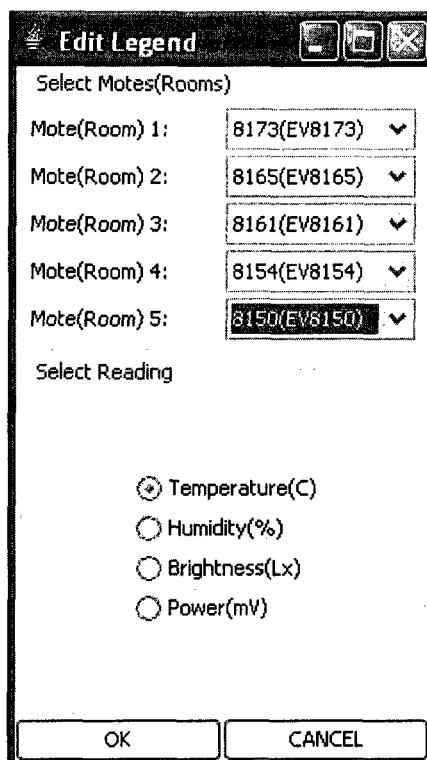 Edit Legend
Select Motes(Rooms)
Mote(Room) 1: 8173(EV8173)
Mote(Room) 2: 8165(EV8165)
Mote(Room) 3: 8161(EV8161)
Mote(Room) 4: 8154(EV8154)
Mote(Room) 5: 8150(EV8150)
Select Reading
Temperature(C)
Humidity(%)
Brightness(Lx)
Power(mV)
OK CANCEL